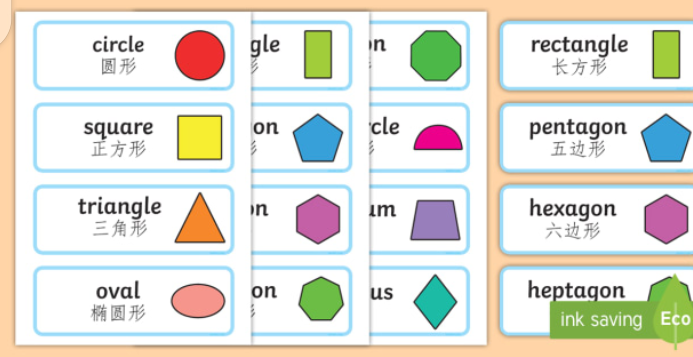 circle
圆形
square
正方形
triangle
三角形
oval
椭圆形
gle
on
on
on
on
rcle
um
us
rectangle
长方形
pentagon
五边形
hexagon
六边形
heptagon
ink saving
Eco